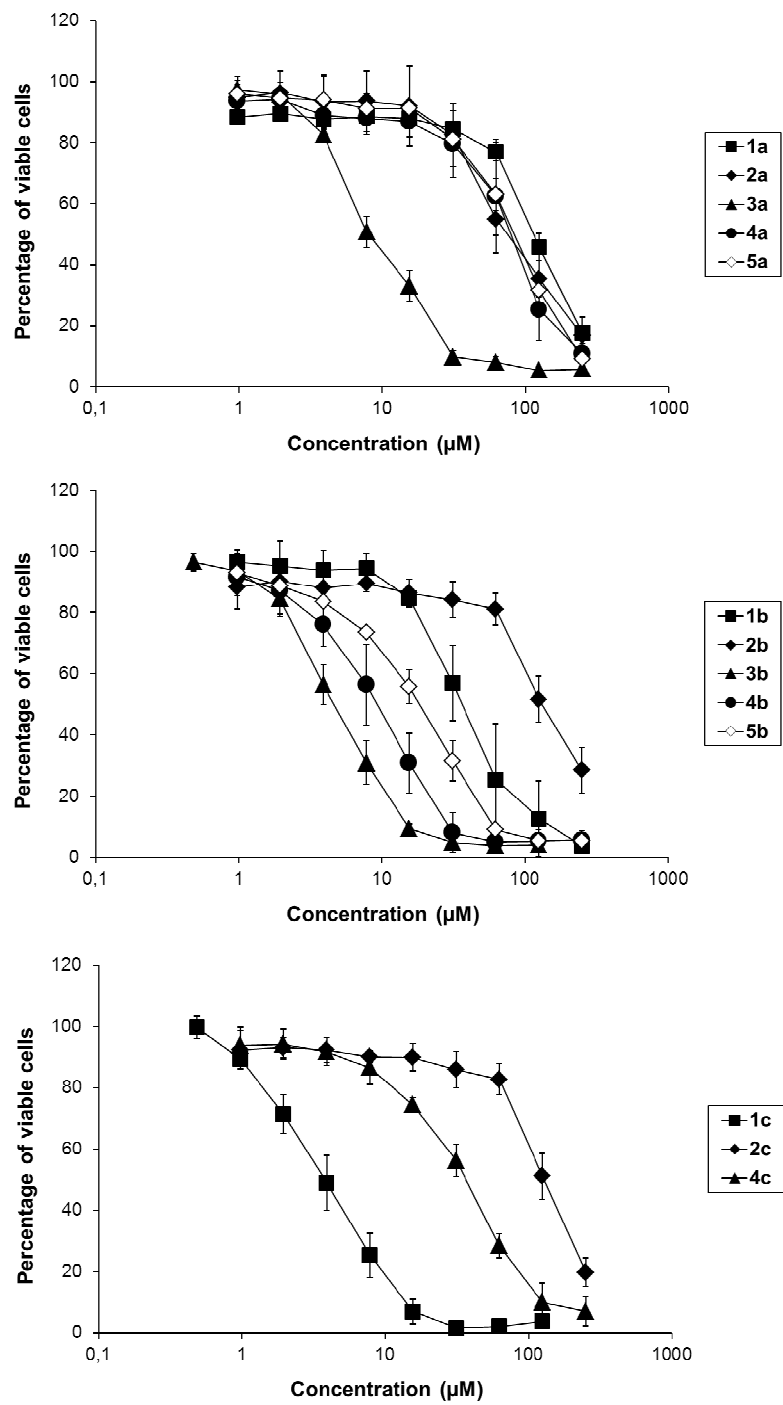 120
100
80
60
40
20
0
Percentage of viable cells
0,1
1
10
100
1000
Concentration (µM)
1a
2a
3a
4a
5a
120
100
80
60
40
20
0
Percentage of viable cells
0,1
1
10
100
1000
Concentration (µM)
1b
2b
3b
4b
5b
120
100
80
60
40
20
0
Percentage of viable cells
0,1
1
10
100
1000
Concentration (µM)
1c
2c
4c